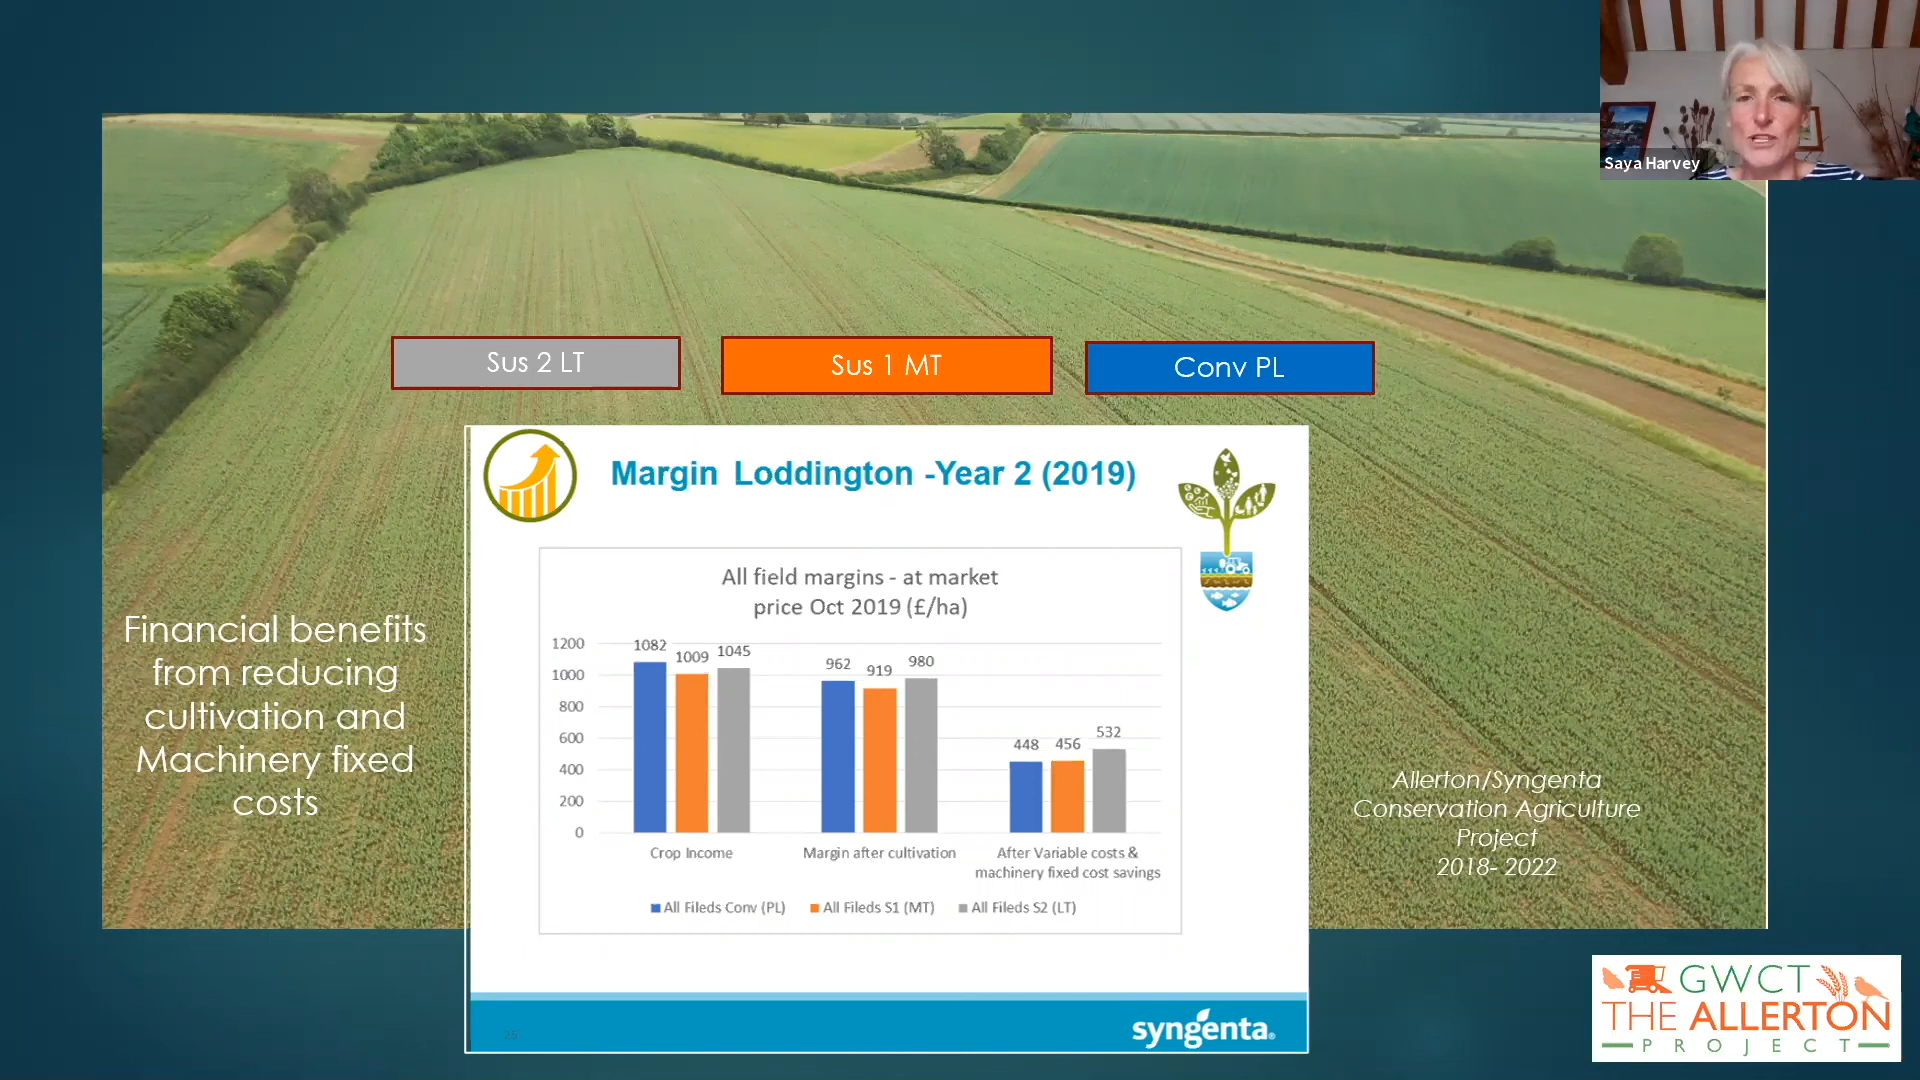 Saya Harvey
Sus 2 LT
Sus 1 MT
Conv PL
Margin Loddington -Year 2 (2019)
All field margins - at market
price Oct 2019 (£/ha)
1200
1000
800
600
400
200
0
1082
1009
1045
962
919
980
448
456
532
Crop Income
Margin after cultivation
After Variable costs &
machinery fixed cost savings
All Fileds Conv (PL)
All Fileds S1 (MT)
All Fileds S2 (LT)
Financial benefits
from reducing
cultivation and
Machinery fixed
costs
Allerton/Syngenta
Conservation Agriculture
Project
2018- 2022
25
syngenta
GWCT
THE ALLERTON
PROJECT